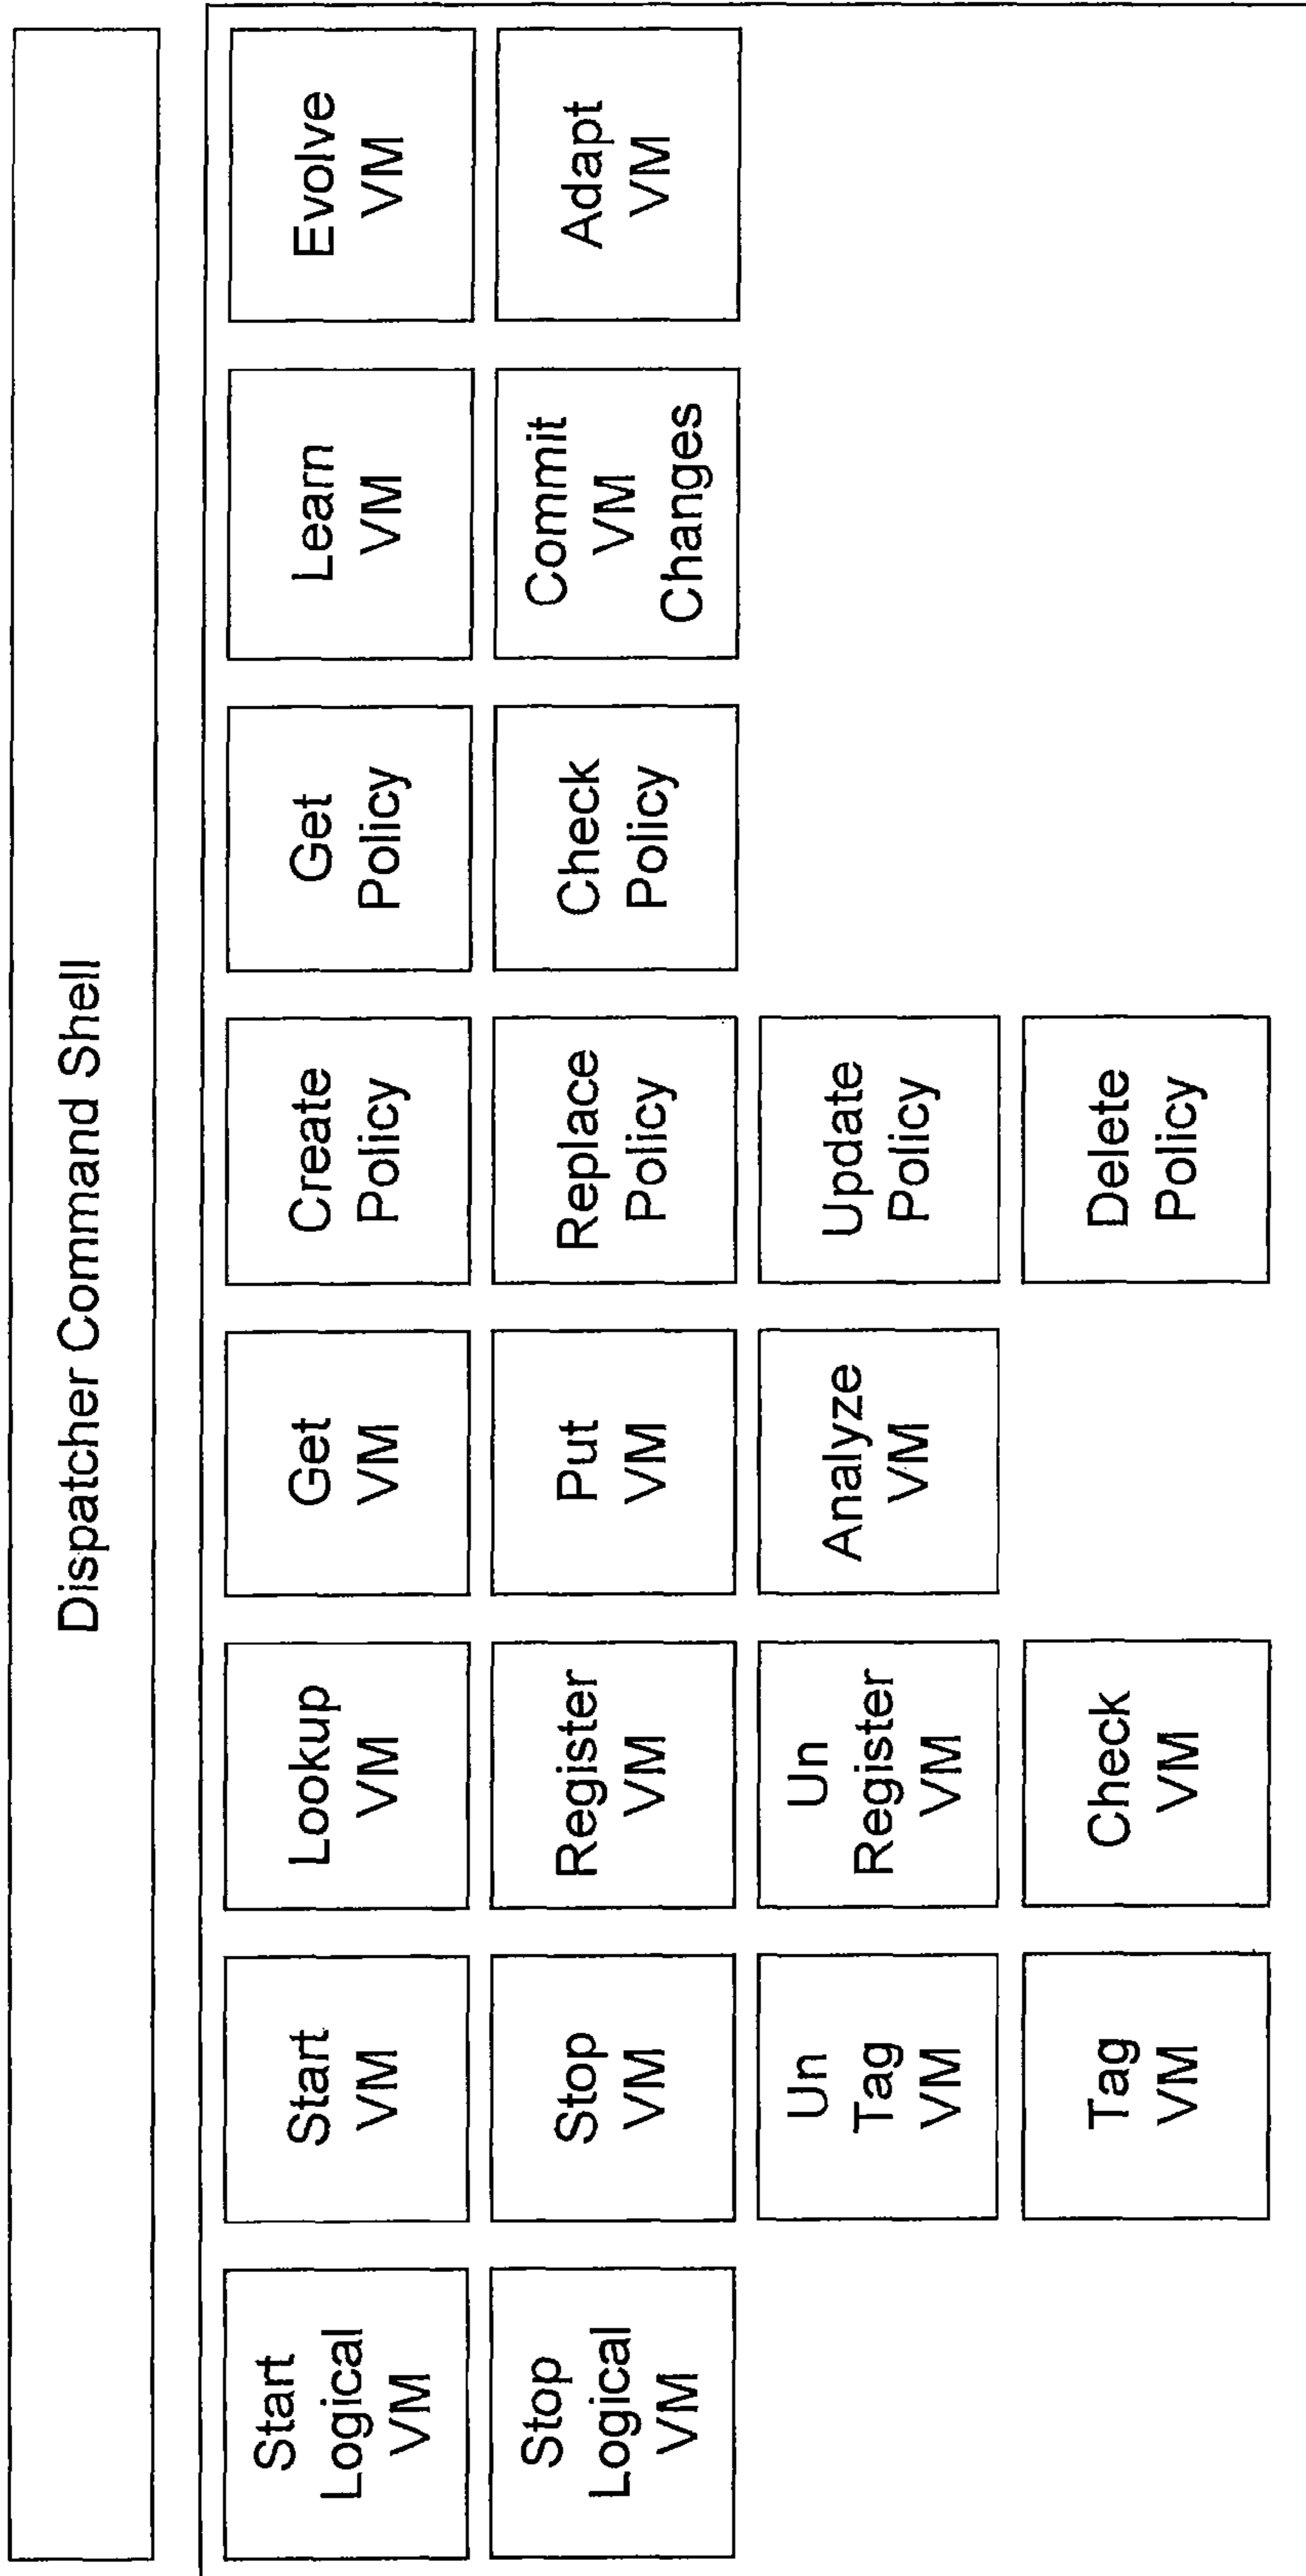 Dispatcher Command Shell
Start
Logical
VM
Start
VM
Lookup
VM
Get
VM
Create
Policy
Get
Policy
Learn
VM
Evolve
VM
Stop
Logical
VM
Stop
VM
Register
VM
Put
VM
Replace
Policy
Check
Policy
Commit
VM
Changes
Adapt
VM
Un
Tag
VM
Un
Register
VM
Analyze
VM
Update
Policy
Tag
VM
Check
VM
Delete
Policy